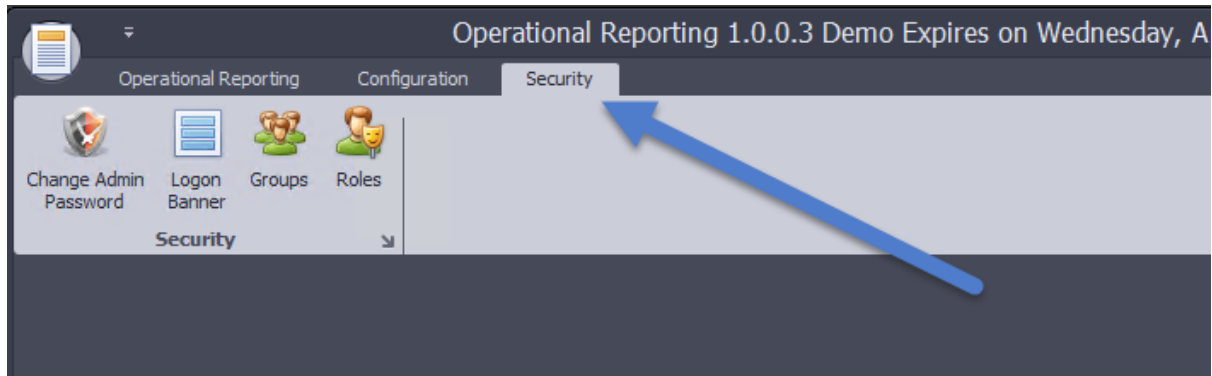 Operational Reporting 1.0.0.3 Demo Expires on Wednesday, A
Operational Reporting Configuration Security
Change Admin Password
Logon Banner
Groups
Roles
Security